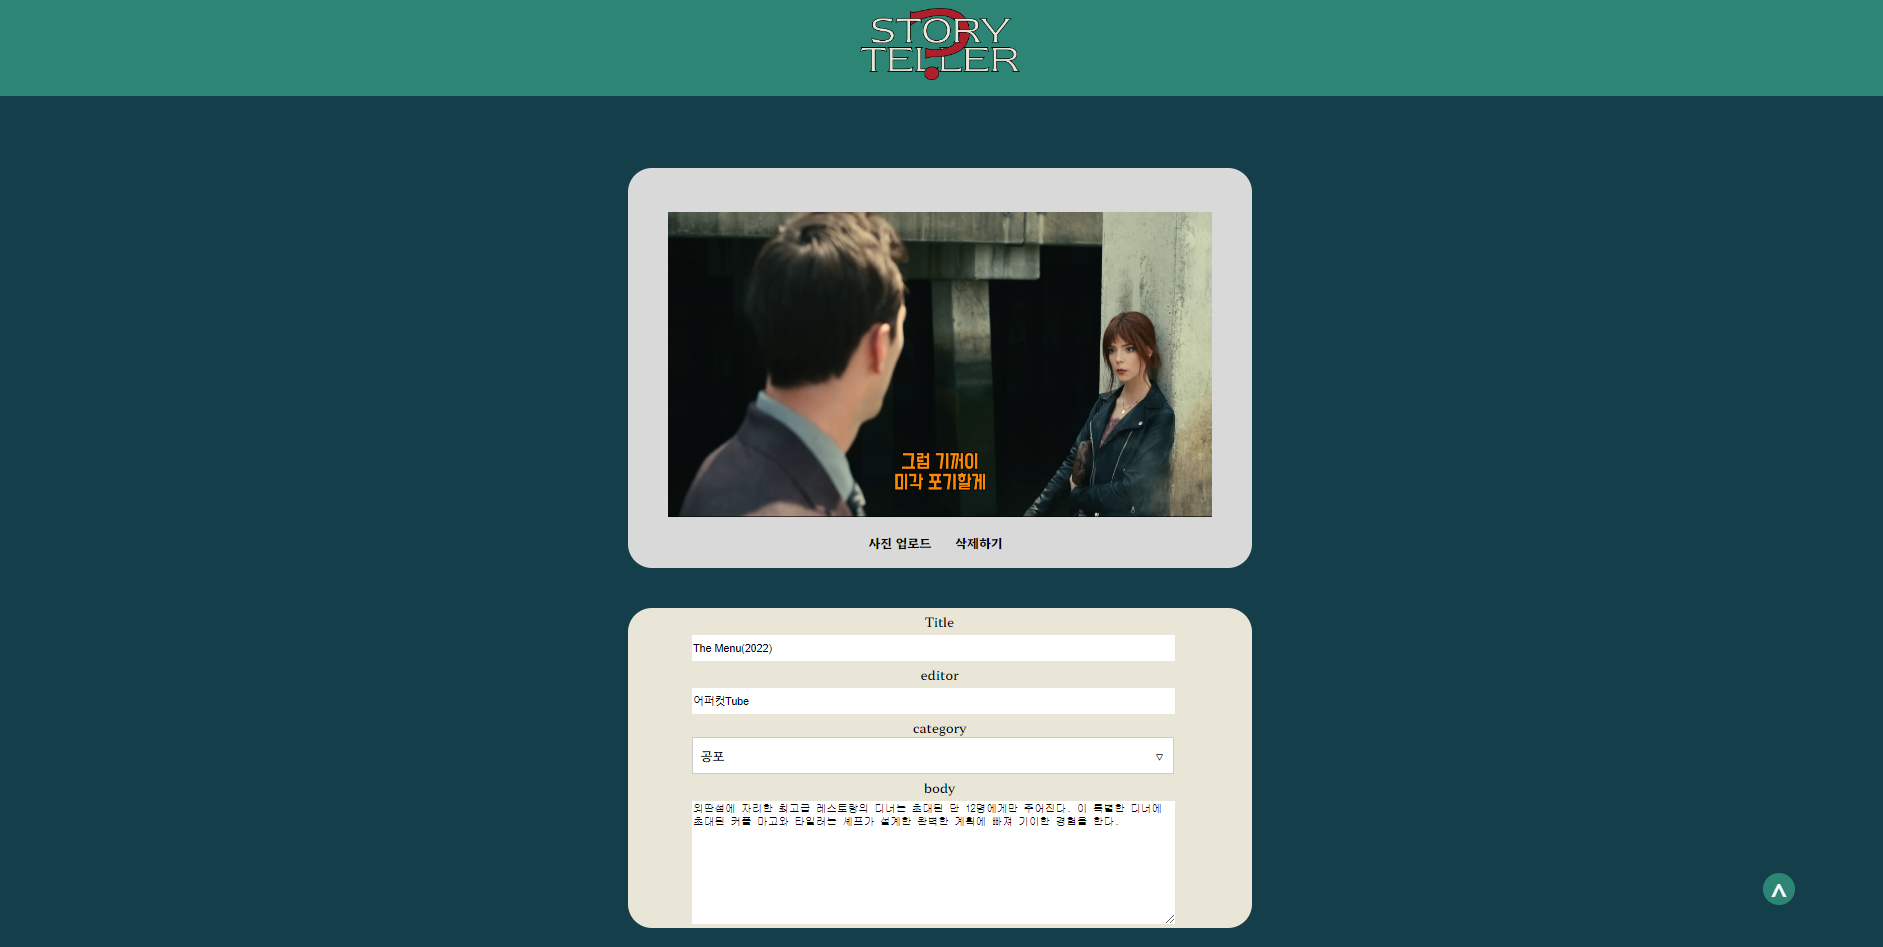 STORY
TELLER
?
그럼 기꺼이
미각 포기할게
사진 업로드 삭제하기
Title
The Menu(2022)
editor
어퍼컷Tube
category
공포 ▽
body
외딴섬에 자리한 최고급 레스토랑의 디너는 초대된 단 12명에게만 주어진다. 이 특별한 디너에
초대된 커플 마고와 타일러는 셰프가 설계한 완벽한 계획에 빠져 기이한 경험을 한다.